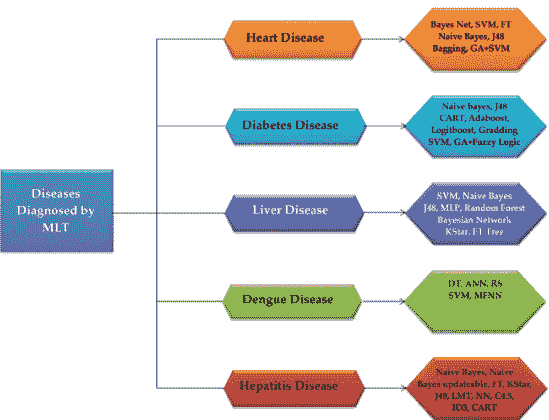 Diseases
Diagnosed by
MLT
Heart Disease
Bayes Net, SVM, FT
Naive Bayes, J48
Bagging, GA+SVM
Diabetes Disease
Naive bayes, J48
CART, Adaboost,
Logitboost, Gradding
SVM, GA+Fuzzy Logic
Liver Disease
SVM, Naive Bayes
J48, MLP, Random Forest
Bayesian Network
KStar, FT Tree
Dengue Disease
DT, ANN, RS
SVM, MFNN
Hepatitis Disease
Naive Bayes, Naive
Bayes updateable, FT, KStar,
J48, LMT, NN, C4.5,
ID3, CART